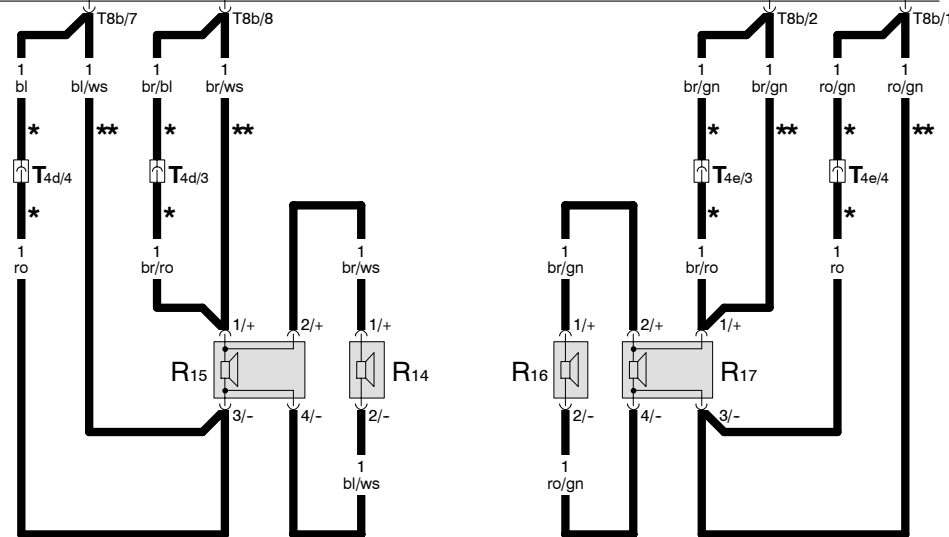 T8b/7 T8b/8 T8b/2 T8b/1
1 1 1 1 1 1 1 1
bl bl/ws br/bl br/ws br/gn br/gn ro/gn ro/gn
* ** * ** * ** * **
T4d/4 T4d/3 T4e/3 T4e/4
* * * *
1 1 1 1 1 1
ro br/ro br/ws br/gn br/ro ro
1/+ 2/+ 1/+ 1/+ 2/+ 1/+
R15 R14 R16 R17
3/- 4/- 2/- 2/- 4/- 3/-
1 1
bl/ws ro/gn